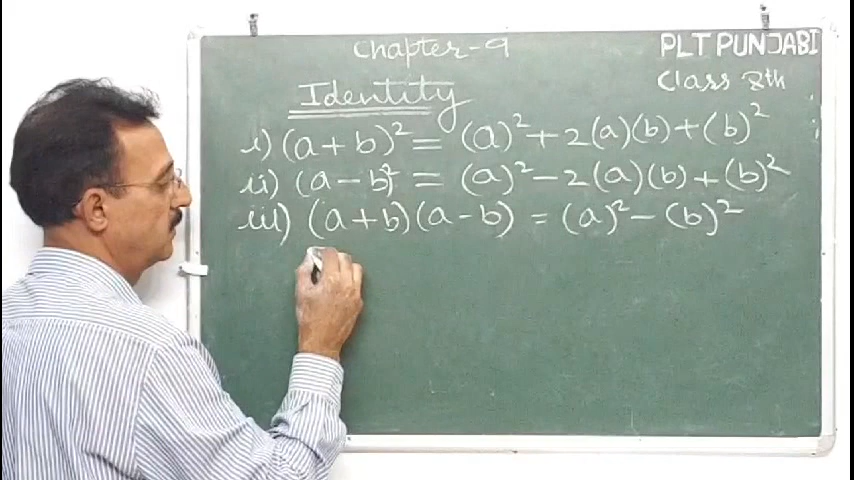 Chapter-9
PLT PUNJABI
Class 8th
Identity
i) (a+b)² = (a)²+2(a)(b)+(b)²
ii) (a-b)² = (a)²-2(a)(b)+(b)²
iii) (a+b)(a-b) = (a)²-(b)²